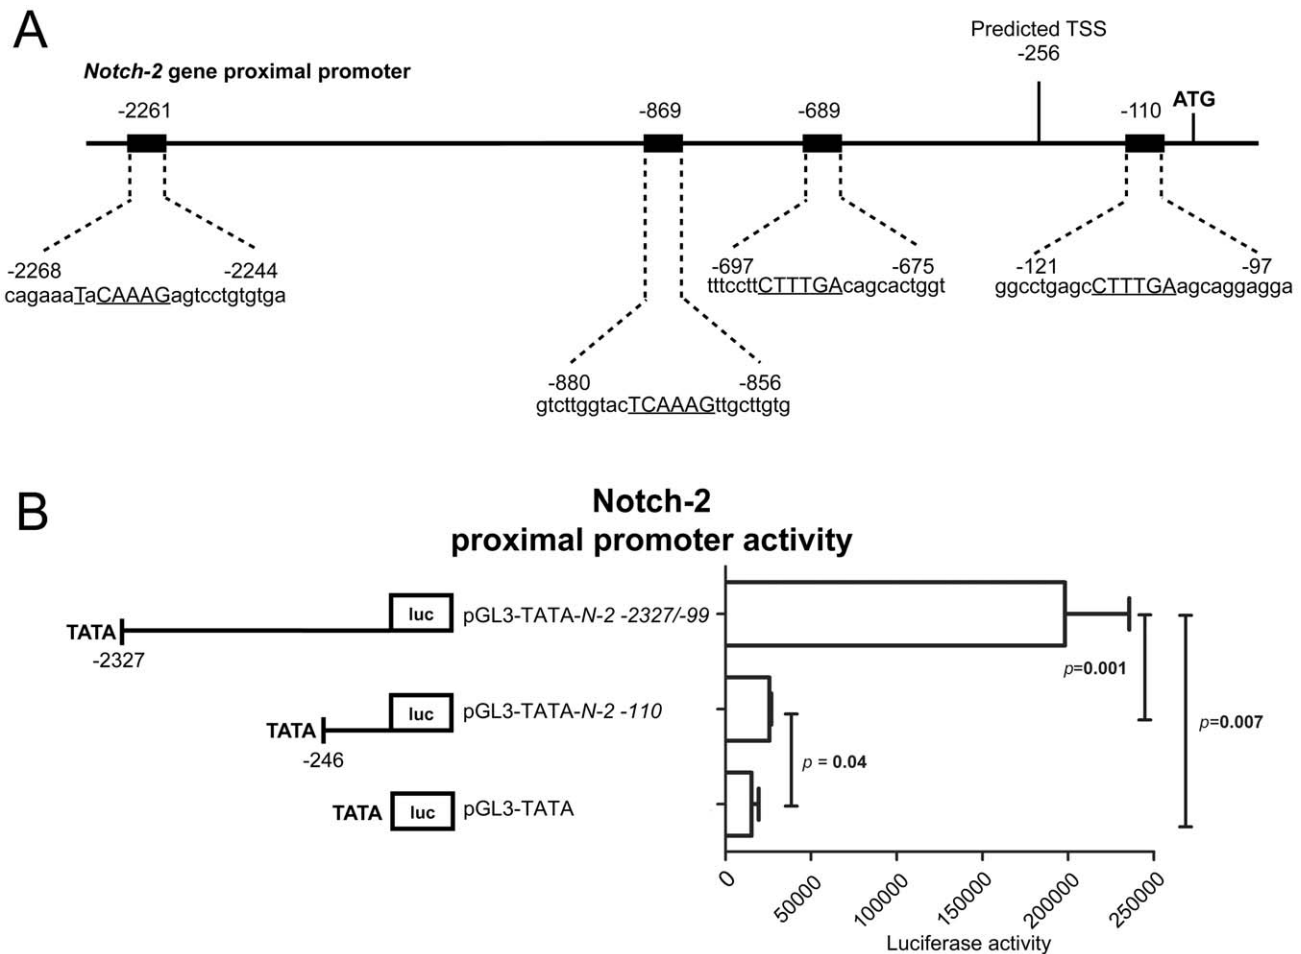 A
Predicted TSS
-256
Notch-2 gene proximal promoter
-2261
-869
-689
-110
ATG
-2268
-2244
cagaaaTaCAAAGagtcctgtgtga
-697
-675
tttccttCTTTGAcagcactggt
-121
-97
ggcctgagcCTTTGAagcaggagga
-880
-856
gtcttggtacTCAAAGttgcttgtg
B
Notch-2
proximal promoter activity
TATA
-2327
luc
pGL3-TATA-N-2 -2327/-99
p=0.001
TATA
-246
luc
pGL3-TATA-N-2 -110
p=0.007
p = 0.04
TATA
luc
pGL3-TATA
0
50000
100000
150000
200000
250000
Luciferase activity